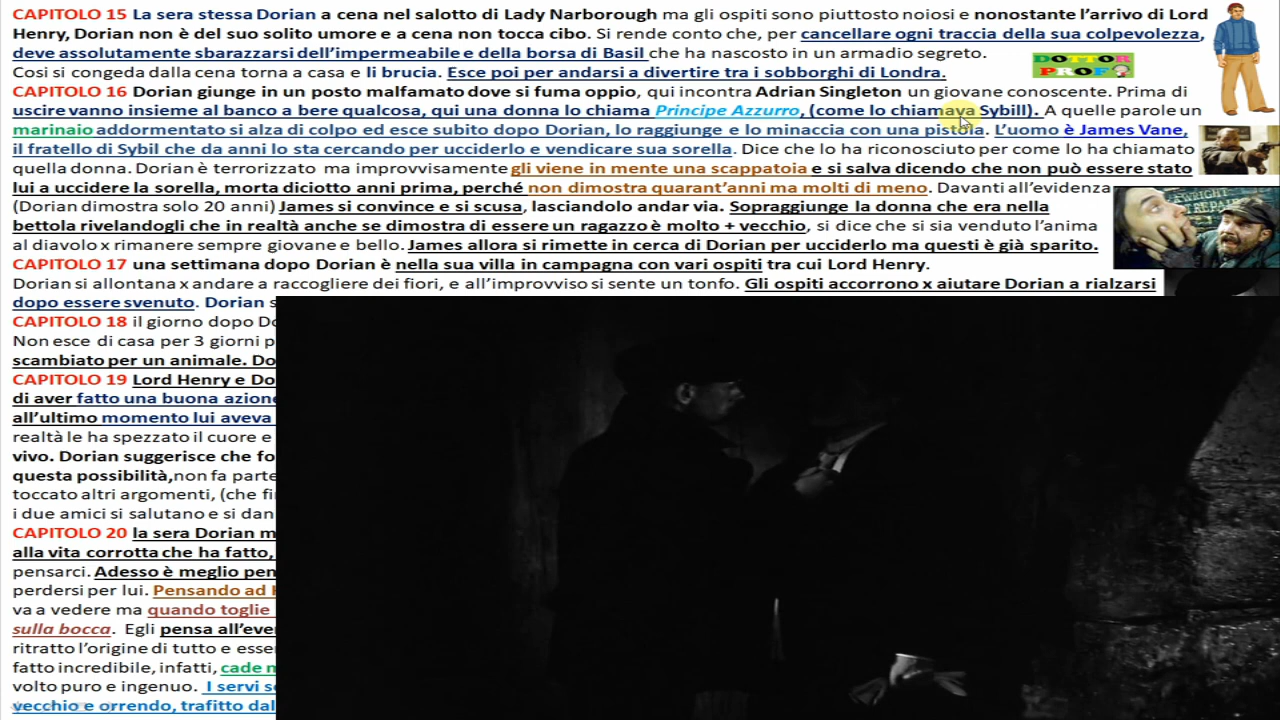 CAPITOLO 15 La sera stessa Dorian a cena nel salotto di Lady Narborough ma gli ospiti sono piuttosto noiosi e nonostante l'arrivo di Lord
Henry, Dorian non è del suo solito umore e a cena non tocca cibo. Si rende conto che, per cancellare ogni traccia della sua colpevolezza,
deve assolutamente sbarazzarsi dell'impermeabile e della borsa di Basil che ha nascosto in un armadio segreto.
Cosi si congeda dalla cena torna a casa e li brucia. Esce poi per andarsi a divertire tra i sobborghi di Londra.
DOTTOR
PROF
CAPITOLO 16 Dorian giunge in un posto malfamato dove si fuma oppio, qui incontra Adrian Singleton un giovane conoscente. Prima di
uscire vanno insieme al banco a bere qualcosa, qui una donna lo chiama Principe Azzurro, (come lo chiamava Sybill). A quelle parole un
marinaio addormentato si alza di colpo ed esce subito dopo Dorian, lo raggiunge e lo minaccia con una pistola. L'uomo è James Vane,
il fratello di Sybil che da anni lo sta cercando per ucciderlo e vendicare sua sorella. Dice che lo ha riconosciuto per come lo ha chiamato
quella donna. Dorian è terrorizzato ma improvvisamente gli viene in mente una scappatoia e si salva dicendo che non può essere stato
lui a uccidere la sorella, morta diciotto anni prima, perché non dimostra quarant'anni ma molti di meno. Davanti all'evidenza
(Dorian dimostra solo 20 anni) James si convince e si scusa, lasciandolo andar via. Sopraggiunge la donna che era nella
bettola rivelandogli che in realtà anche se dimostra di essere un ragazzo è molto + vecchio, si dice che si sia venduto l'anima
al diavolo x rimanere sempre giovane e bello. James allora si rimette in cerca di Dorian per ucciderlo ma questi è già sparito.
CAPITOLO 17 una settimana dopo Dorian è nella sua villa in campagna con vari ospiti tra cui Lord Henry.
Dorian si allontana x andare a raccogliere dei fiori, e all'improvviso si sente un tonfo. Gli ospiti accorrono x aiutare Dorian a rialzarsi
dopo essere svenuto. Dorian s
CAPITOLO 18 il giorno dopo Do
Non esce di casa per 3 giorni p
scambiato per un animale. Do
CAPITOLO 19 Lord Henry e Do
di aver fatto una buona azione
all'ultimo momento lui aveva
realtà le ha spezzato il cuore e
vivo. Dorian suggerisce che fo
questa possibilità, non fa parte
toccato altri argomenti, (che fi
i due amici si salutano e si dan
CAPITOLO 20 la sera Dorian m
alla vita corrotta che ha fatto,
pensarci. Adesso è meglio pen
perdersi per lui. Pensando ad
va a vedere ma quando toglie
sulla bocca. Egli pensa all'eve
ritratto l'origine di tutto e esse
fatto incredibile, infatti, cade
volto puro e ingenuo. I servi
vecchio e orrendo, trafitto dal